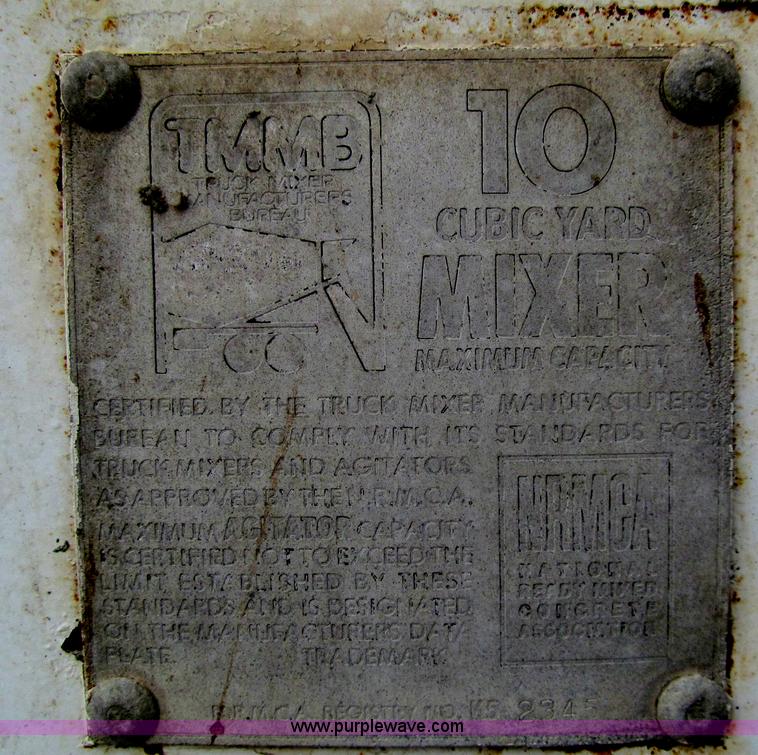 TMMB
TRUCK MIXER
MANUFACTURERS
BUREAU
10
CUBIC YARD
MIXER
MAXIMUM CAPACITY
CERTIFIED BY THE TRUCK MIXER MANUFACTURERS
BUREAN TO COMPLY WITH ITS STANDARDS FOR
TRUCK MIXERS AND AGITATORS
AS APPROVED BY THE N.R.M.C.A.
MAXIMUM AGITATOR CAPACITY
IS CERTIFIED NOT TO EXCEED THE
LIMIT ESTABLISHED BY THESE
STANDARDS AND IS DESIGNATED
ON THE MANUFACTURERS DATA
PLATE. TRADEMARK
NRMCA
NATIONAL
READY MIXED
CONCRETE
ASSOCIATION
REGISTRY NO.
www.purplewave.com